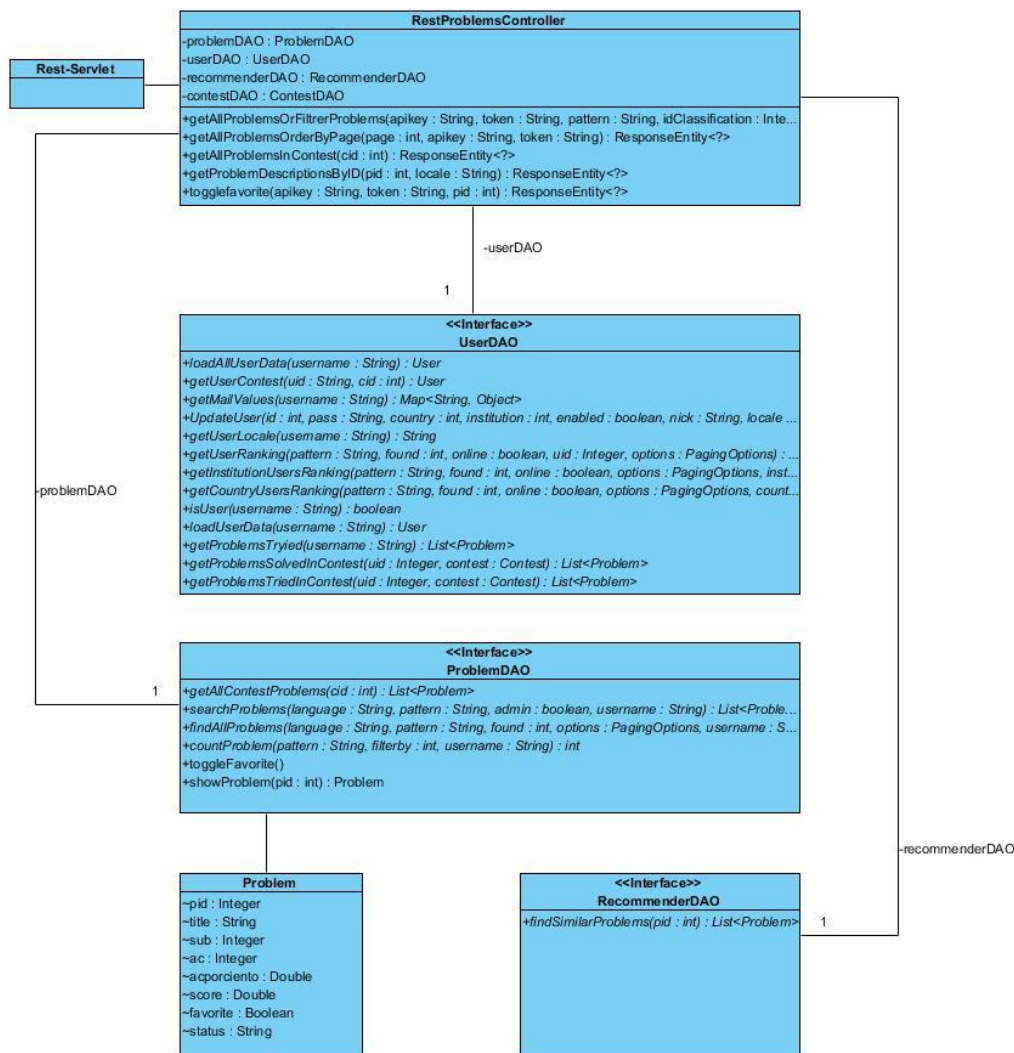 RestProblemsController
-problemDAO : ProblemDAO
-userDAO : UserDAO
-recommenderDAO : RecommenderDAO
-contestDAO : ContestDAO
+getAllProblemsOrFiltrerProblems(apikey : String, token : String, pattern : String, idClassification : Inte...
+getAllProblemsOrderByPage(page : int, apikey : String, token : String) : ResponseEntity<?>
+getAllProblemsInContest(cid : int) : ResponseEntity<?>
+getProblemDescriptionsByID(pid : int, locale : String) : ResponseEntity<?>
+togglefavorite(apikey : String, token : String, pid : int) : ResponseEntity<?>
Rest-Servlet
-userDAO
1
<<Interface>>
UserDAO
+loadAllUserData(username : String) : User
+getUserContest(uid : String, cid : int) : User
+getMailValues(username : String) : Map<String, Object>
+UpdateUser(id : int, pass : String, country : int, institution : int, enabled : boolean, nick : String, locale ...
+getUserLocale(username : String) : String
+getUserRanking(pattern : String, found : int, online : boolean, uid : Integer, options : PagingOptions) : ...
+getInstitutionUsersRanking(pattern : String, found : int, online : boolean, options : PagingOptions, inst...
+getCountryUsersRanking(pattern : String, found : int, online : boolean, options : PagingOptions, count...
+isUser(username : String) : boolean
+loadUserData(username : String) : User
+getProblemsTryied(username : String) : List<Problem>
+getProblemsSolvedInContest(uid : Integer, contest : Contest) : List<Problem>
+getProblemsTriedInContest(uid : Integer, contest : Contest) : List<Problem>
-problemDAO
1
<<Interface>>
ProblemDAO
+getAllContestProblems(cid : int) : List<Problem>
+searchProblems(language : String, pattern : String, admin : boolean, username : String) : List<Proble...
+findAllProblems(language : String, pattern : String, found : int, options : PagingOptions, username : S...
+countProblem(pattern : String, filterby : int, username : String) : int
+toggleFavorite()
+showProblem(pid : int) : Problem
-recommenderDAO
1
Problem
~pid : Integer
~title : String
~sub : Integer
~ac : Integer
~acporciento : Double
~score : Double
~favorite : Boolean
~status : String
<<Interface>>
RecommenderDAO
+findSimilarProblems(pid : int) : List<Problem>